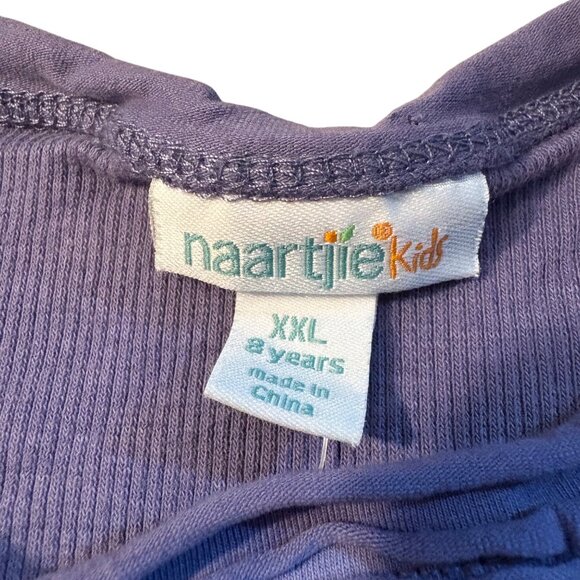 naartjie Kids
XXL
8 years
made in
China